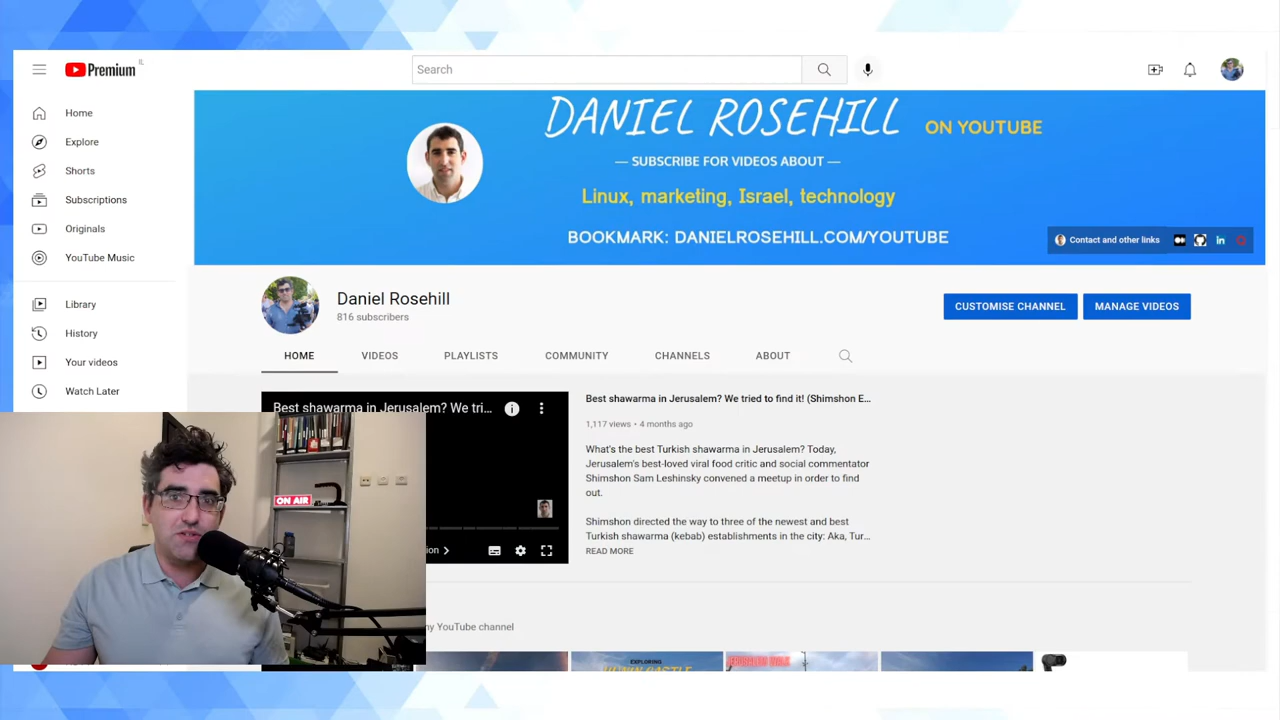 Premium
IL
Search
Home
Explore
Shorts
Subscriptions
Originals
YouTube Music
Library
History
Your videos
Watch Later
DANIEL ROSEHILL
ON YOUTUBE
— SUBSCRIBE FOR VIDEOS ABOUT —
Linux, marketing, Israel, technology
BOOKMARK: DANIELROSEHILL.COM/YOUTUBE
Contact and other links
Daniel Rosehill
816 subscribers
CUSTOMISE CHANNEL
MANAGE VIDEOS
HOME
VIDEOS
PLAYLISTS
COMMUNITY
CHANNELS
ABOUT
Best shawarma in Jerusalem? We tri...
Best shawarma in Jerusalem? We tried to find it! (Shimshon E...
1,117 views • 4 months ago
What's the best Turkish shawarma in Jerusalem? Today,
Jerusalem's best-loved viral food critic and social commentator
Shimshon Sam Leshinsky convened a meetup in order to find
out.
Shimshon directed the way to three of the newest and best
Turkish shawarma (kebab) establishments in the city: Aka, Tur...
READ MORE
ON AIR
YouTube channel
EXPLORING
JERUSALEM WALK